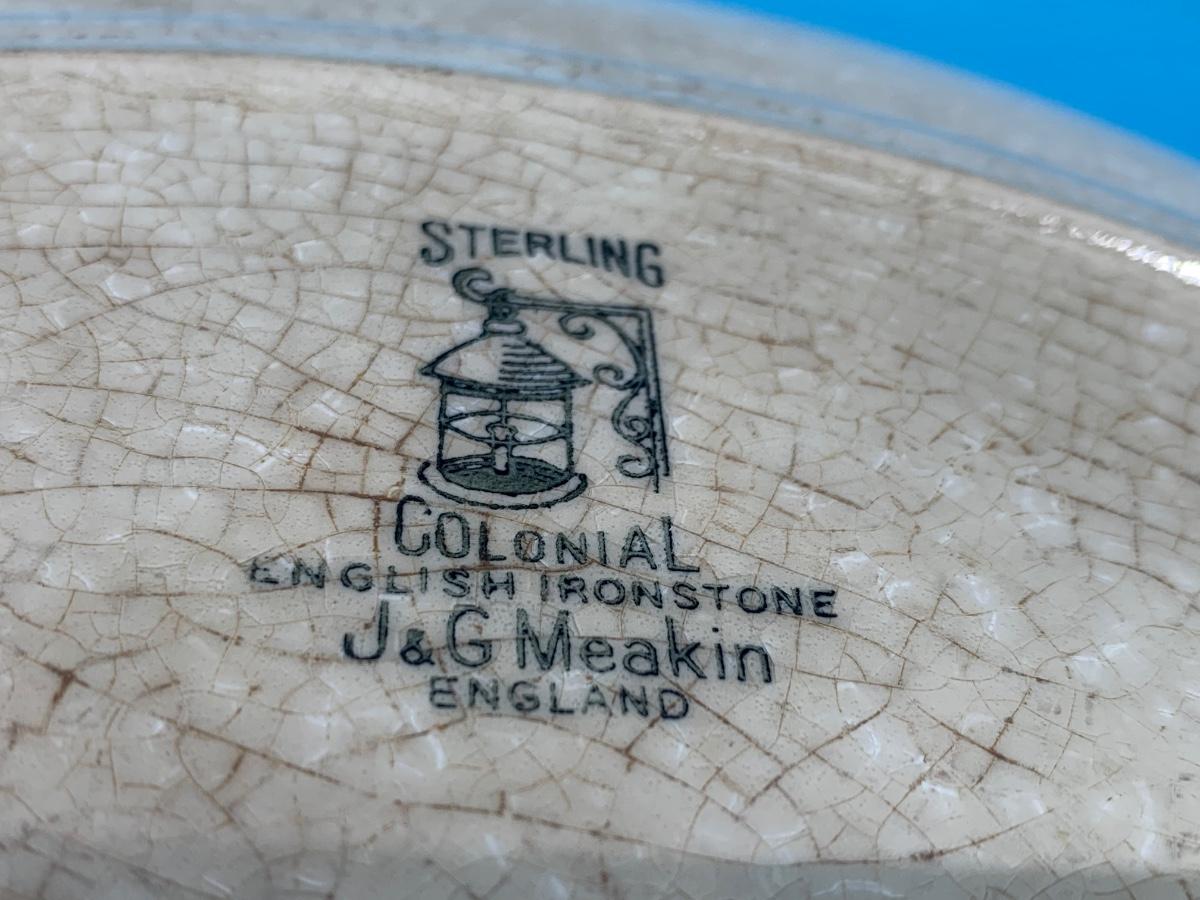 STERLING
COLONIAL
ENGLISH IRONSTONE
J&G Meakin
ENGLAND